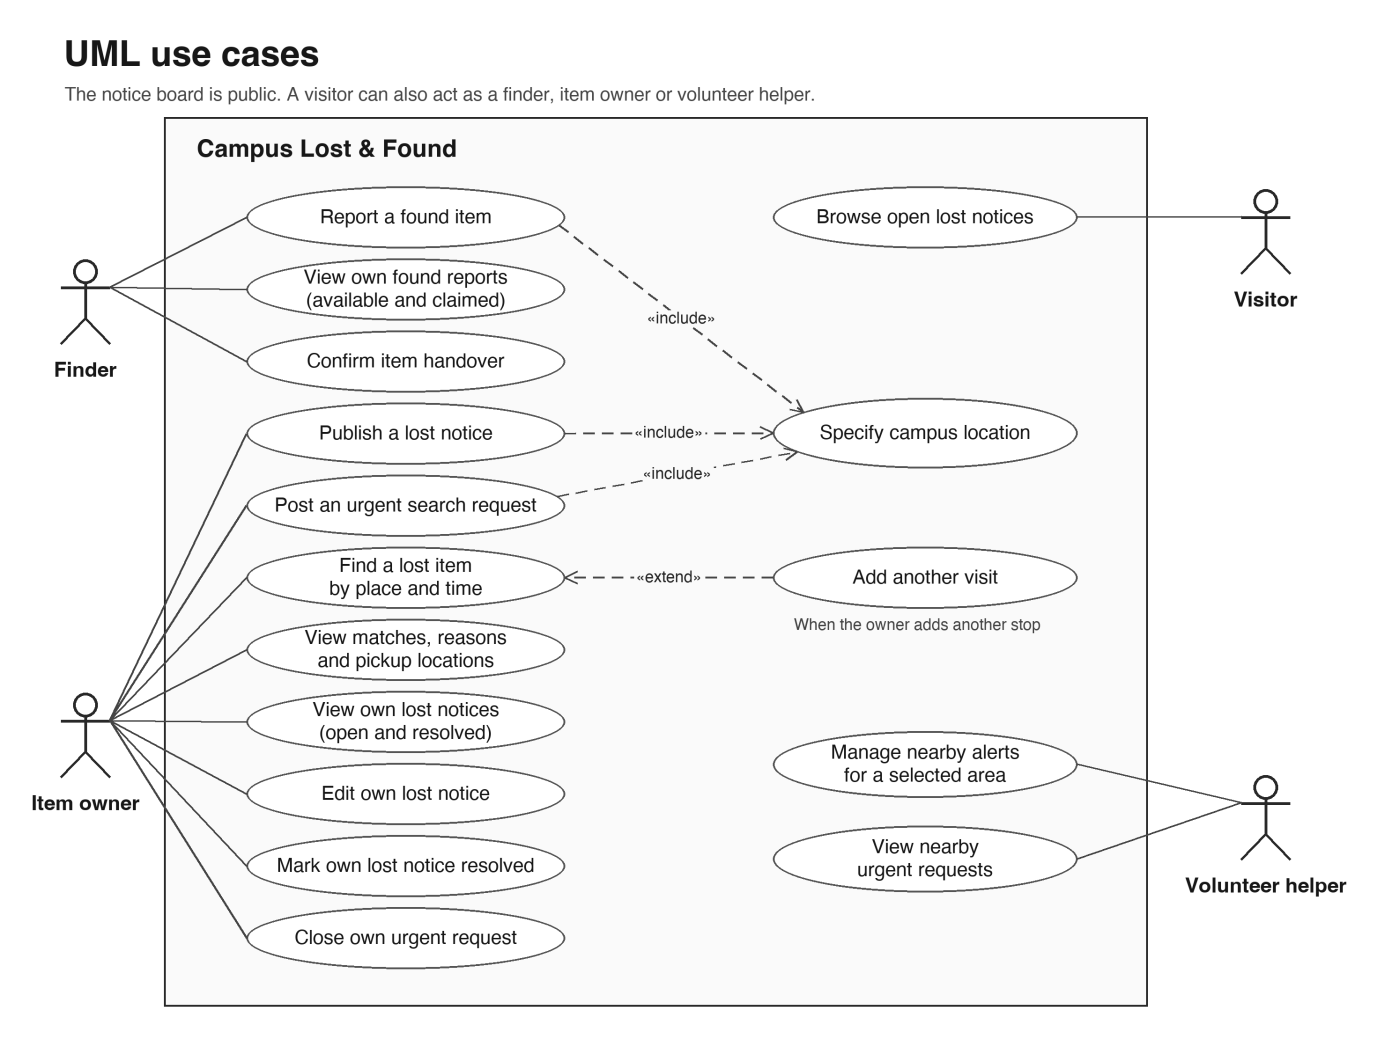 UML use cases
The notice board is public. A visitor can also act as a finder, item owner or volunteer helper.
Campus Lost & Found
Report a found item
Browse open lost notices
View own found reports
(available and claimed)
Visitor
«include»
Finder
Confirm item handover
Publish a lost notice
«include»
Specify campus location
«include»
Post an urgent search request
Find a lost item
by place and time
«extend»
Add another visit
When the owner adds another stop
View matches, reasons
and pickup locations
View own lost notices
(open and resolved)
Manage nearby alerts
for a selected area
Item owner
Edit own lost notice
View nearby
urgent requests
Mark own lost notice resolved
Volunteer helper
Close own urgent request